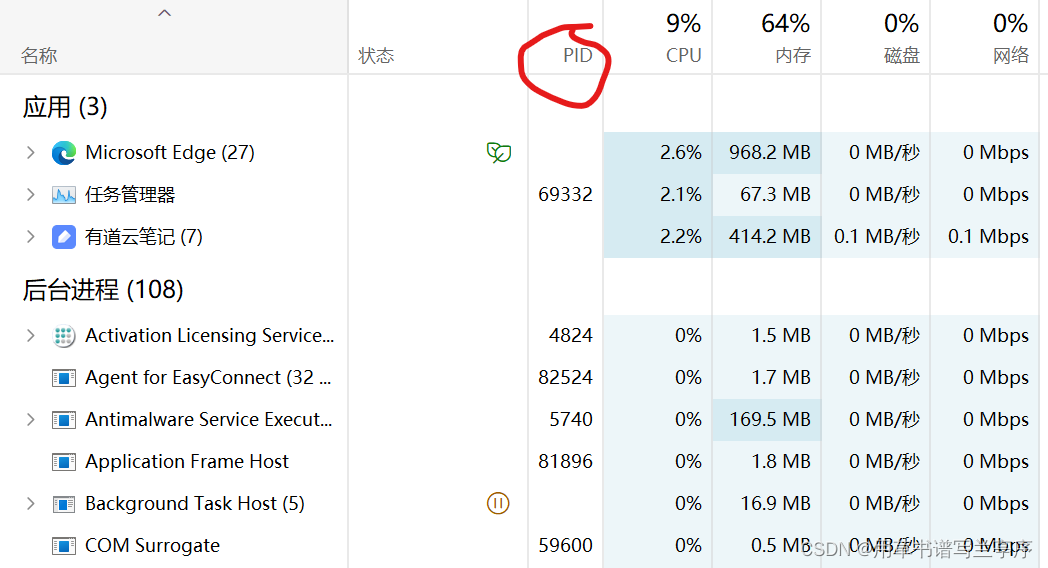 9% 64% 0% 0%
名称 状态 PID CPU 内存 磁盘 网络
应用 (3)
Microsoft Edge (27) 2.6% 968.2 MB 0 MB/秒 0 Mbps
任务管理器 69332 2.1% 67.3 MB 0 MB/秒 0 Mbps
有道云笔记 (7) 2.2% 414.2 MB 0.1 MB/秒 0.1 Mbps
后台进程 (108)
Activation Licensing Service... 4824 0% 1.5 MB 0 MB/秒 0 Mbps
Agent for EasyConnect (32 ... 82524 0% 1.7 MB 0 MB/秒 0 Mbps
Antimalware Service Execut... 5740 0% 169.5 MB 0 MB/秒 0 Mbps
Application Frame Host 81896 0% 1.8 MB 0 MB/秒 0 Mbps
Background Task Host (5) 0% 16.9 MB 0 MB/秒 0 Mbps
COM Surrogate 59600 0% 0.5 MB 0 MB/秒 0 Mbps
CSDN @用草书谱写兰亭序